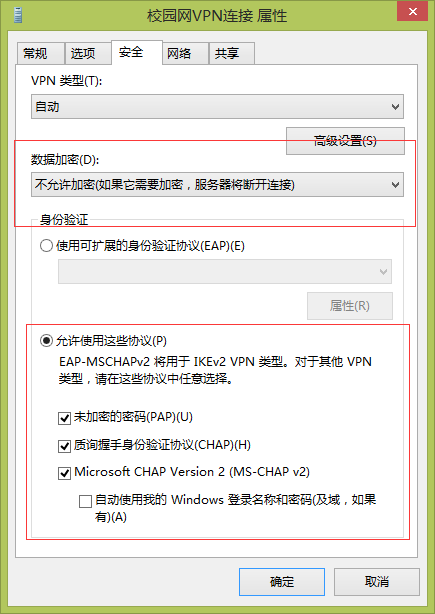 校园网VPN连接 属性
常规 选项 安全 网络 共享
VPN 类型(T):
自动
高级设置(S)
数据加密(D):
不允许加密(如果它需要加密，服务器将断开连接)
身份验证
使用可扩展的身份验证协议(EAP)(E)
属性(R)
允许使用这些协议(P)
EAP-MSCHAPv2 将用于 IKEv2 VPN 类型。对于其他 VPN
类型，请在这些协议中任意选择。
未加密的密码(PAP)(U)
质询握手身份验证协议(CHAP)(H)
Microsoft CHAP Version 2 (MS-CHAP v2)
自动使用我的 Windows 登录名称和密码(及域，如果
有)(A)
确定 取消